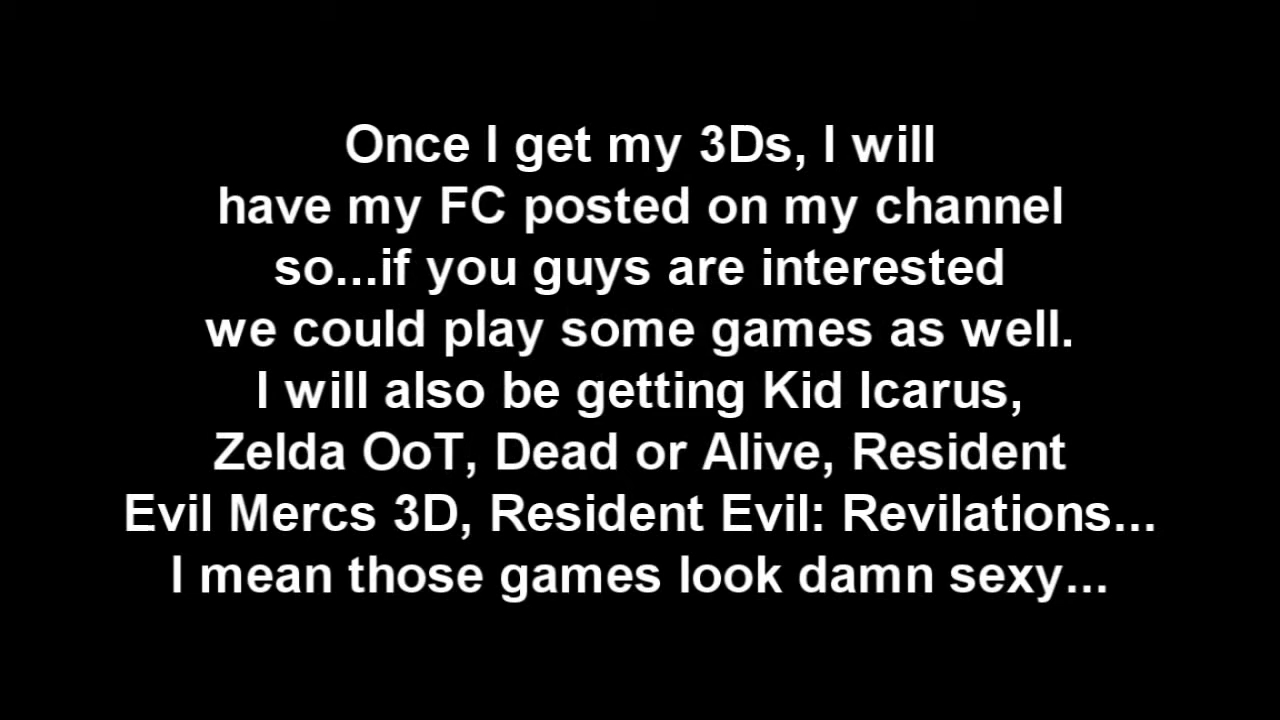 Once I get my 3Ds, I will
have my FC posted on my channel
so...if you guys are interested
we could play some games as well.
I will also be getting Kid Icarus,
Zelda OoT, Dead or Alive, Resident
Evil Mercs 3D, Resident Evil: Revilations...
I mean those games look damn sexy...